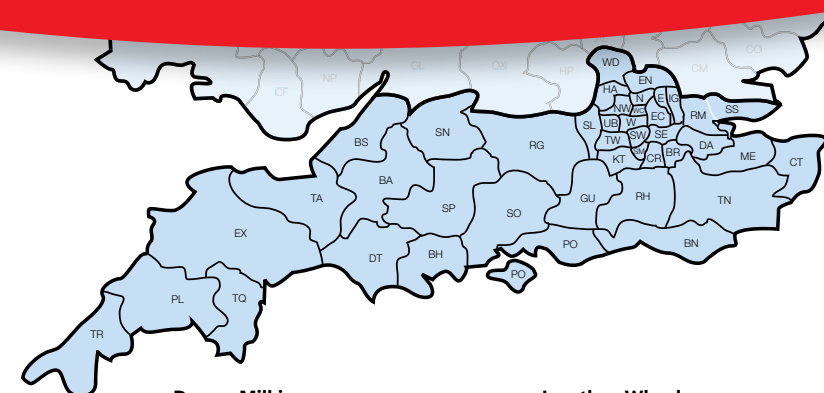 CF
NP
GL
OX
HP
CM
CO
WD
EN
HA
N
E
IG
NW
WC
EC
RM
SS
SL
UB
W
SW
SE
TW
SM
KT
CR
BR
DA
ME
CT
BS
SN
RG
BA
TA
SP
SO
GU
RH
TN
EX
DT
BH
PO
BN
PO
PL
TQ
TR